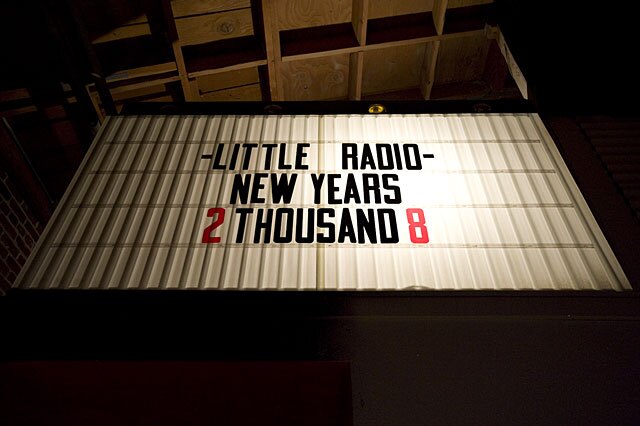 -LITTLE RADIO-
NEW YEARS
2 THOUSAND 8